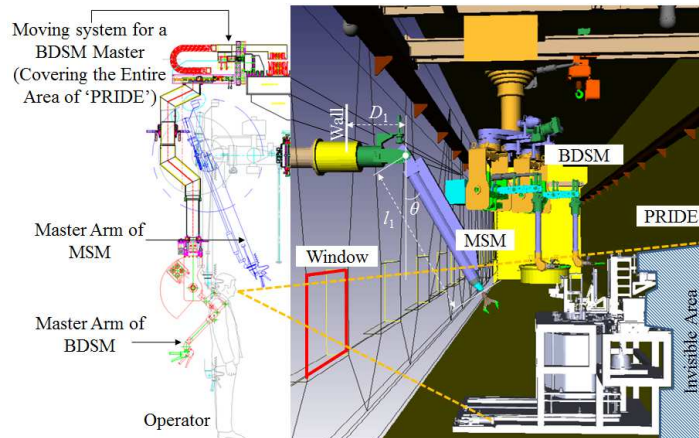 Moving system for a
BDSM Master
(Covering the Entire
Area of ‘PRIDE’)
Wall
D1
BDSM
PRIDE
θ
l1
MSM
Master Arm of
MSM
Window
Master Arm of
BDSM
Invisible Area
Operator